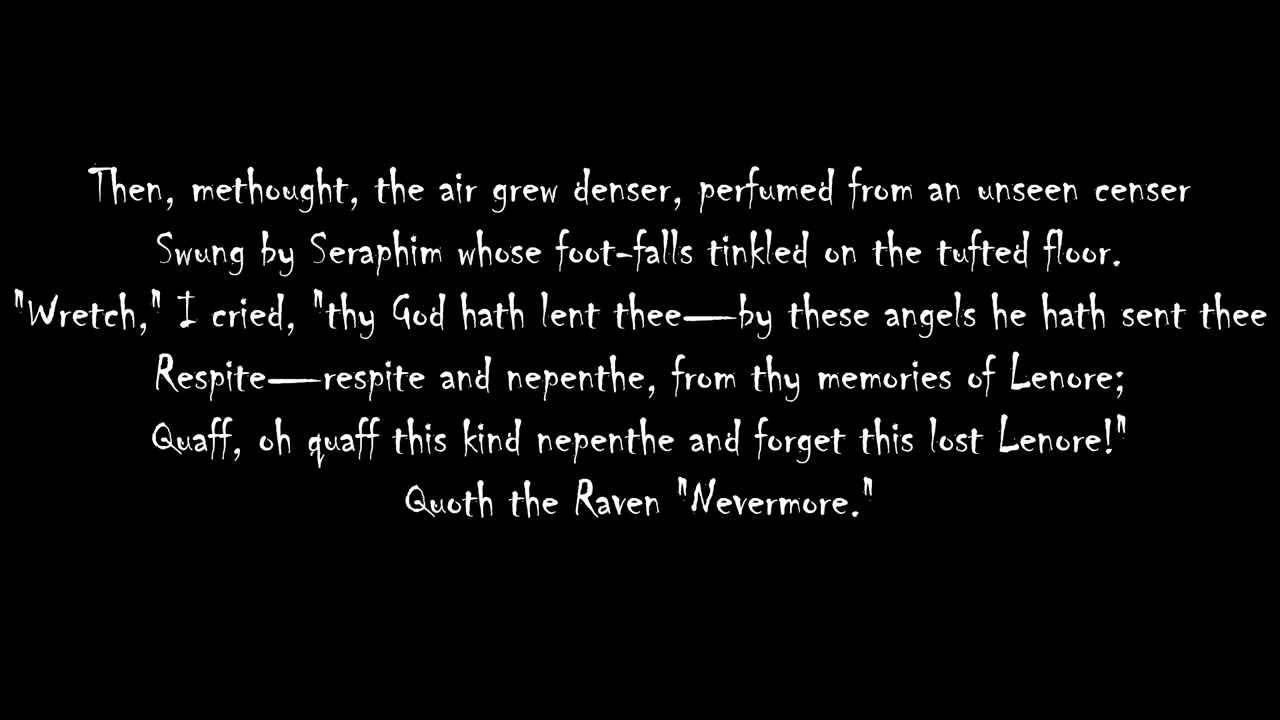 Then, methought, the air grew denser, perfumed from an unseen censer
Swung by Seraphim whose foot-falls tinkled on the tufted floor.
"Wretch," I cried, "thy God hath lent thee—by these angels he hath sent thee
Respite—respite and nepenthe, from thy memories of Lenore;
Quaff, oh quaff this kind nepenthe and forget this lost Lenore!"
Quoth the Raven "Nevermore."